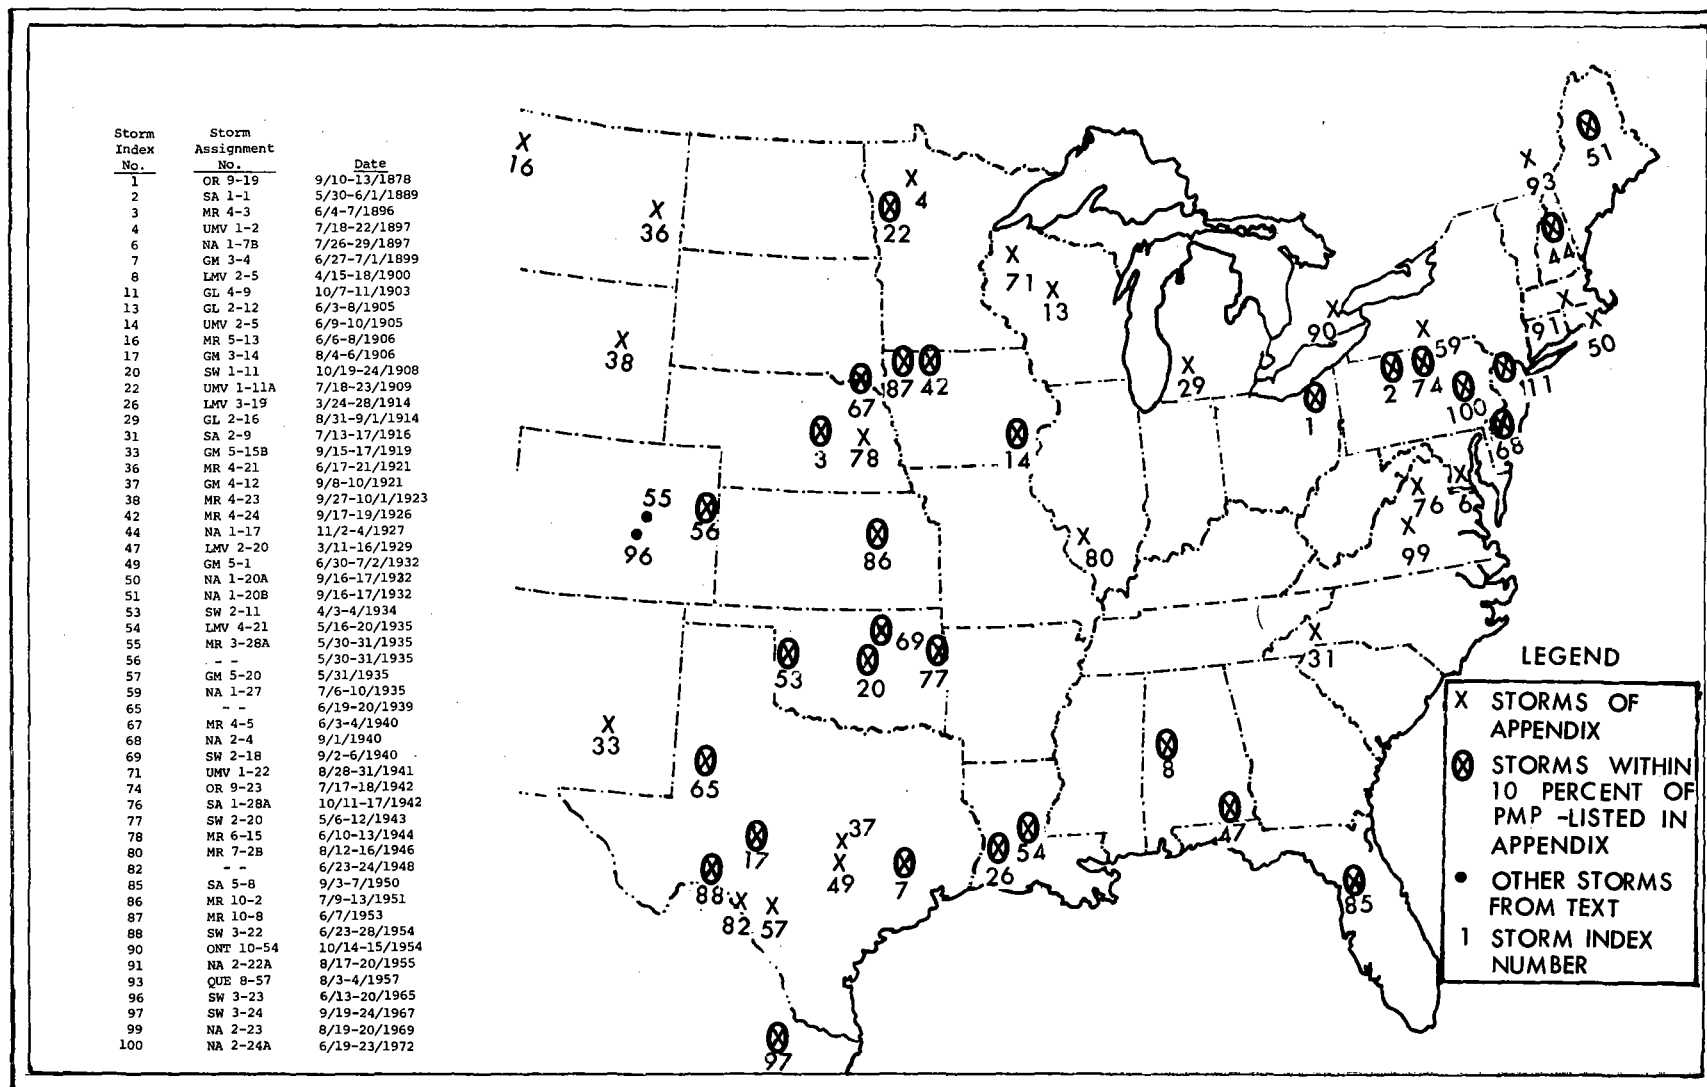 Storm Storm
Index Assignment
No. No. Date
1 OR 9-19 9/10-13/1878
2 SA 1-1 5/30-6/1/1889
3 MR 4-3 6/4-7/1896
4 UMV 1-2 7/18-22/1897
6 NA 1-7B 7/26-29/1897
7 GM 3-4 6/27-7/1/1899
8 LMV 2-5 4/15-18/1900
11 GL 4-9 10/7-11/1903
13 GL 2-12 6/3-8/1905
14 UMV 2-5 6/9-10/1905
16 MR 5-13 6/6-8/1906
17 GM 3-14 8/4-6/1906
20 SW 1-11 10/19-24/1908
22 UMV 1-11A 7/18-23/1909
26 LMV 3-19 3/24-28/1914
29 GL 2-16 8/31-9/1/1914
31 SA 2-9 7/13-17/1916
33 GM 5-15B 9/15-17/1919
36 MR 4-21 6/17-21/1921
37 GM 4-12 9/8-10/1921
38 MR 4-23 9/27-10/1/1923
42 MR 4-24 9/17-19/1926
44 NA 1-17 11/2-4/1927
47 LMV 2-20 3/11-16/1929
49 GM 5-1 6/30-7/2/1932
50 NA 1-20A 9/16-17/1932
51 NA 1-20B 9/16-17/1932
53 SW 2-11 4/3-4/1934
54 LMV 4-21 5/16-20/1935
55 MR 3-28A 5/30-31/1935
56 - - 5/30-31/1935
57 GM 5-20 5/31/1935
59 NA 1-27 7/6-10/1935
65 - - 6/19-20/1939
67 MR 4-5 6/3-4/1940
68 NA 2-4 9/1/1940
69 SW 2-18 9/2-6/1940
71 UMV 1-22 8/28-31/1941
74 OR 9-23 7/17-18/1942
76 SA 1-28A 10/11-17/1942
77 SW 2-20 5/6-12/1943
78 MR 6-15 6/10-13/1944
80 MR 7-2B 8/12-16/1946
82 - - 6/23-24/1948
85 SA 5-8 9/3-7/1950
86 MR 10-2 7/9-13/1951
87 MR 10-8 6/7/1953
88 SW 3-22 6/23-28/1954
90 ONT 10-54 10/14-15/1954
91 NA 2-22A 8/17-20/1955
93 QUE 8-57 8/3-4/1957
96 SW 3-23 6/13-20/1965
97 SW 3-24 9/19-24/1967
99 NA 2-23 8/19-20/1969
100 NA 2-24A 6/19-23/1972
16
51
93
4
36
22
44
71
13
90
91
50
38
59
29
87
42
67
2
74
11
100
1
3
78
14
68
55
56
76
6
96
86
80
99
69
31
53
20
77
33
65
8
37
47
17
54
49
7
26
88
82
57
85
97
LEGEND
X STORMS OF
APPENDIX
STORMS WITHIN
10 PERCENT OF
PMP -LISTED IN
APPENDIX
OTHER STORMS
FROM TEXT
1 STORM INDEX
NUMBER